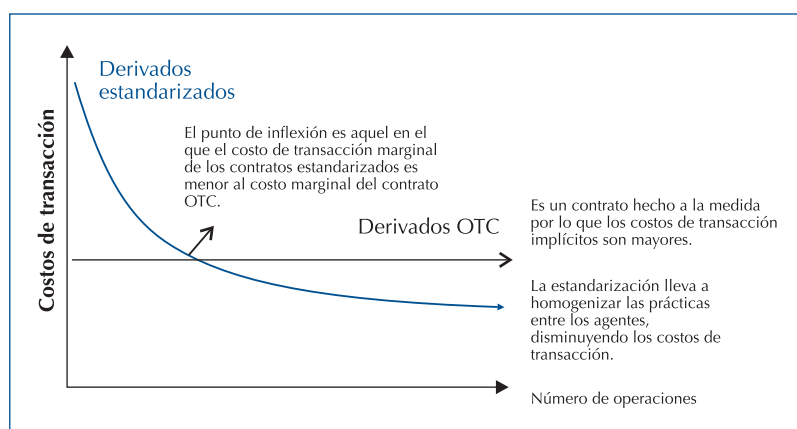 Derivados
estandarizados
El punto de inflexión es aquel en el
que el costo de transacción marginal
de los contratos estandarizados es
menor al costo marginal del contrato
OTC.
Costos de transacción
Derivados OTC
Es un contrato hecho a la medida
por lo que los costos de transacción
implícitos son mayores.
La estandarización lleva a
homogenizar las prácticas
entre los agentes,
disminuyendo los costos de
transacción.
Número de operaciones